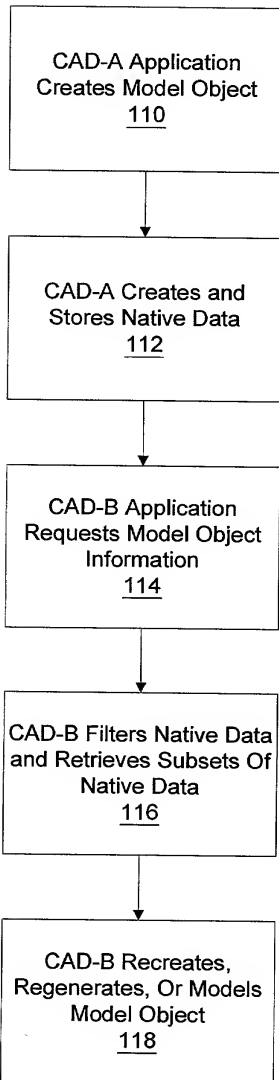 CAD-A Application
Creates Model Object
110
CAD-A Creates and
Stores Native Data
112
CAD-B Application
Requests Model Object
Information
114
CAD-B Filters Native Data
and Retrieves Subsets Of
Native Data
116
CAD-B Recreates,
Regenerates, Or Models
Model Object
118